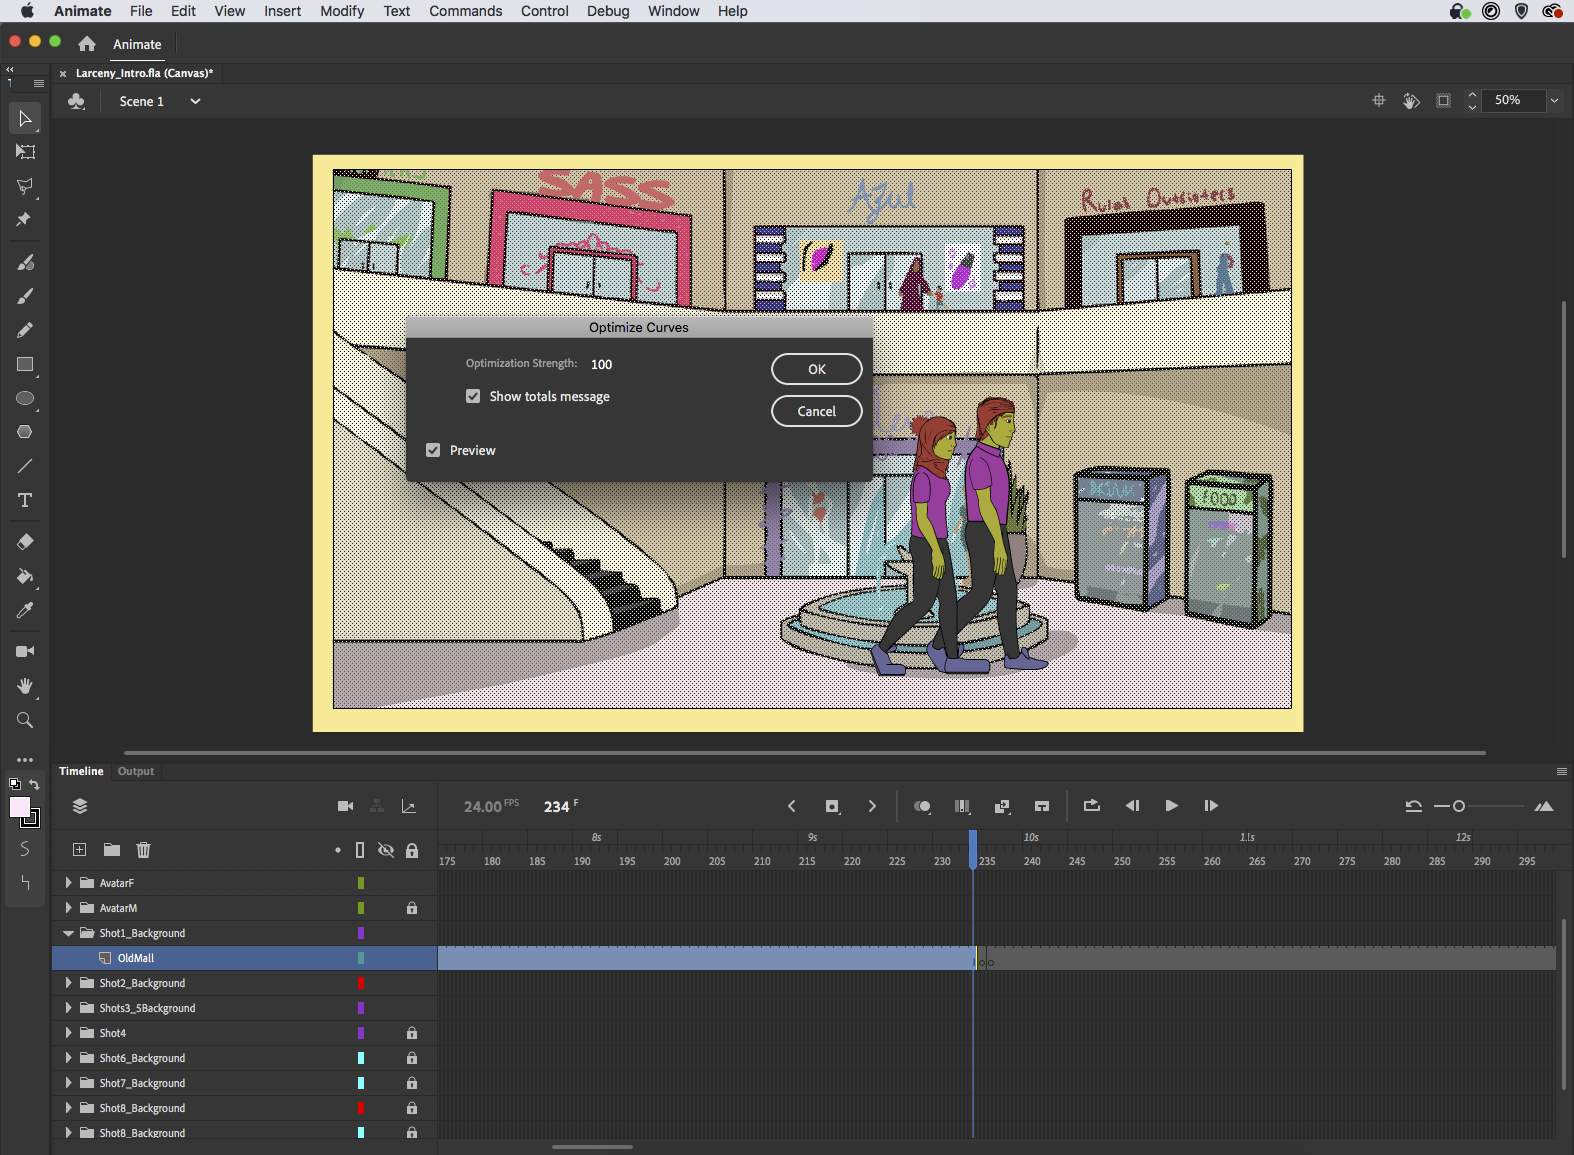 Animate File Edit View Insert Modify Text Commands Control Debug Window Help
Animate
Larceny_Intro.fla (Canvas)*
Scene 1
50%
SASS
Azul
Rural Outfitters
Optimize Curves
Optimization Strength: 100
OK
Show totals message
Cancel
Preview
FOOD
Timeline Output
24.00 FPS 234 F
8s 9s 10s 11s 12s
175 180 185 190 195 200 205 210 215 220 225 230 235 240 245 250 255 260 265 270 275 280 285 290 295
AvatarF
AvatarM
Shot1_Background
OldMall
Shot2_Background
Shots3_5Background
Shot4
Shot6_Background
Shot7_Background
Shot8_Background
Shot8_Background